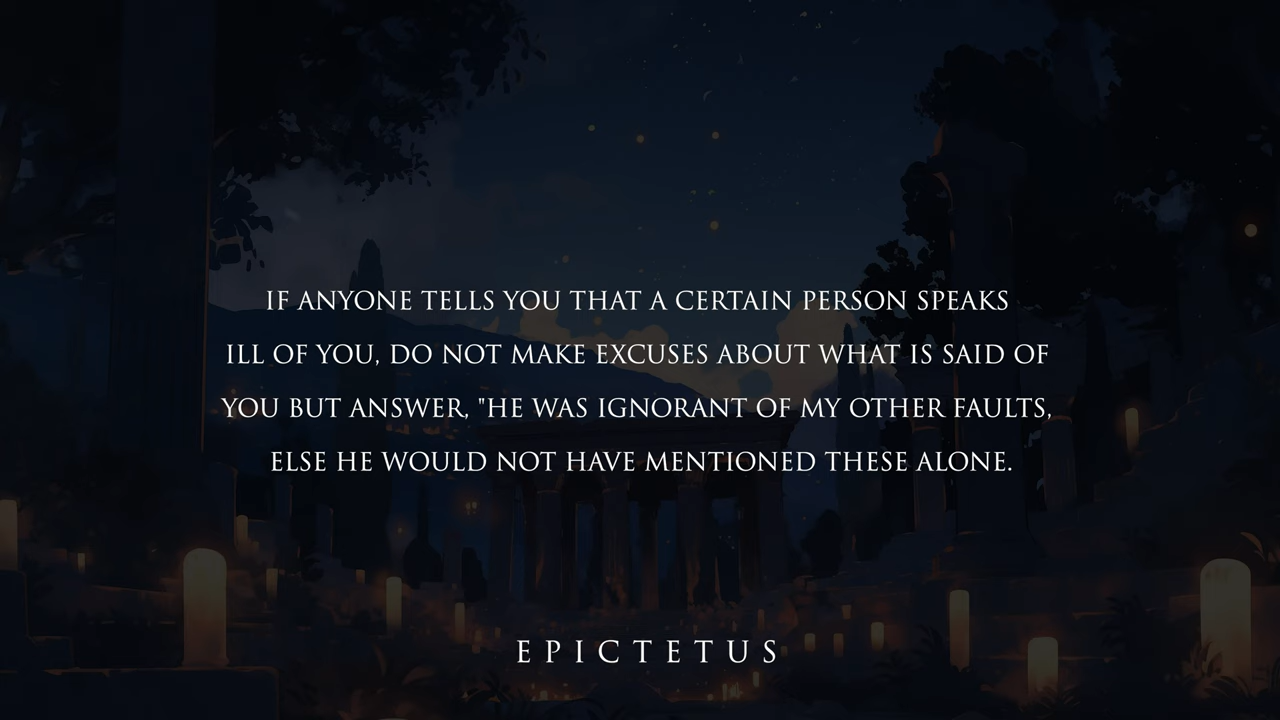 IF ANYONE TELLS YOU THAT A CERTAIN PERSON SPEAKS
ILL OF YOU, DO NOT MAKE EXCUSES ABOUT WHAT IS SAID OF
YOU BUT ANSWER, "HE WAS IGNORANT OF MY OTHER FAULTS,
ELSE HE WOULD NOT HAVE MENTIONED THESE ALONE.
EPICTETUS